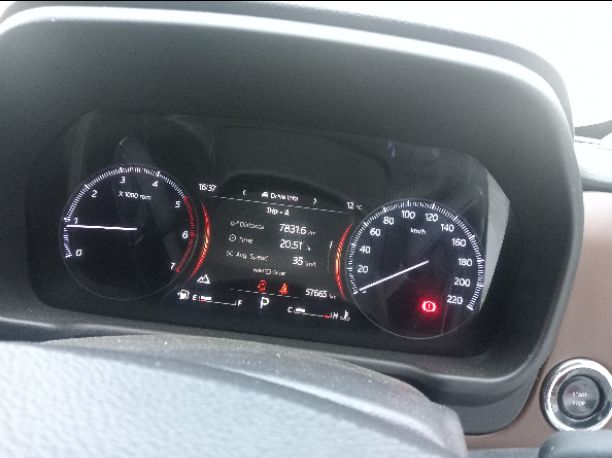 16:37
Drive Info
12 °C
Trip - A
Distance 7831.6 km
Time 20:51
Avg. Speed 35 km/h
57665 km
E F
P
C H
x 1000 rpm
0 1 2 3 4 5 6 7
km/h
20 40 60 80 100 120 140 160 180 200 220
START
STOP